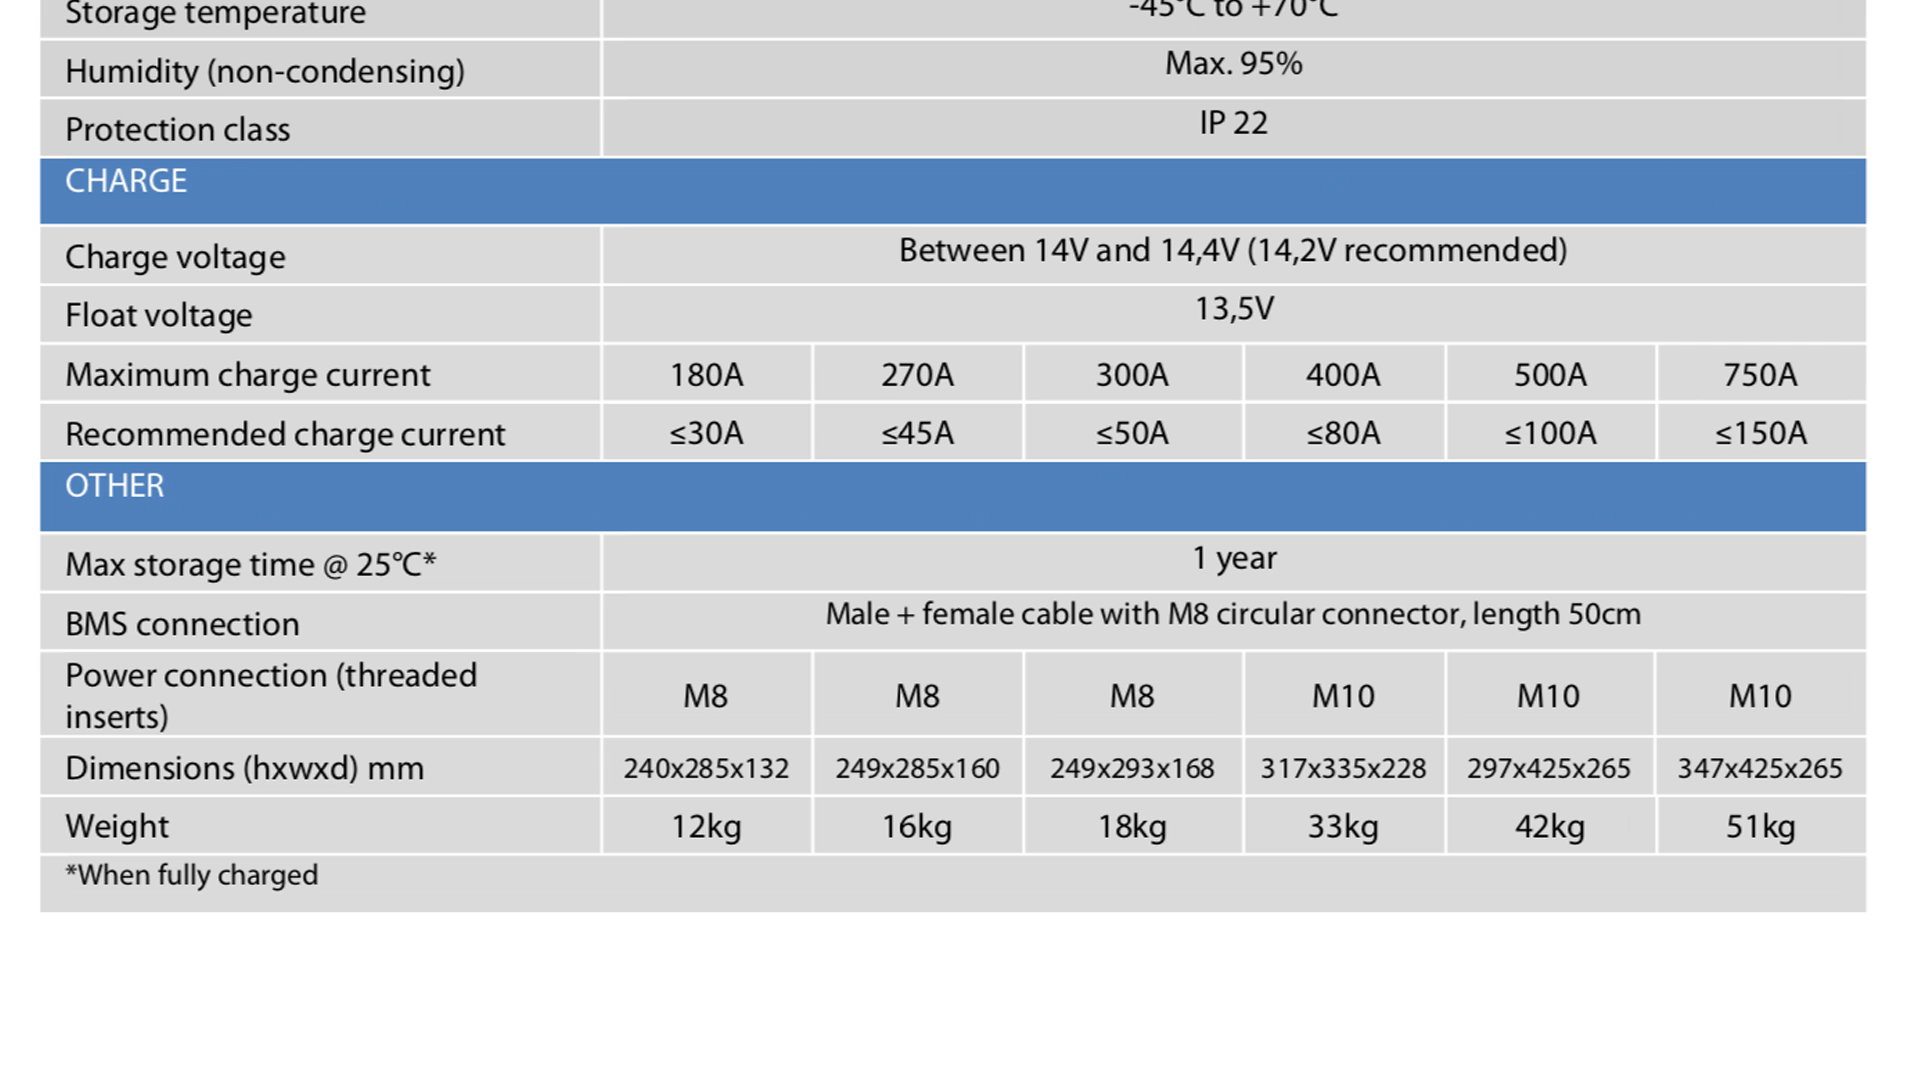 Storage temperature -45°C to +70°C
Humidity (non-condensing) Max. 95%
Protection class IP 22
CHARGE
Charge voltage Between 14V and 14,4V (14,2V recommended)
Float voltage 13,5V
Maximum charge current 180A 270A 300A 400A 500A 750A
Recommended charge current ≤30A ≤45A ≤50A ≤80A ≤100A ≤150A
OTHER
Max storage time @ 25°C* 1 year
BMS connection Male + female cable with M8 circular connector, length 50cm
Power connection (threaded
inserts) M8 M8 M8 M10 M10 M10
Dimensions (hxwxd) mm 240x285x132 249x285x160 249x293x168 317x335x228 297x425x265 347x425x265
Weight 12kg 16kg 18kg 33kg 42kg 51kg
*When fully charged